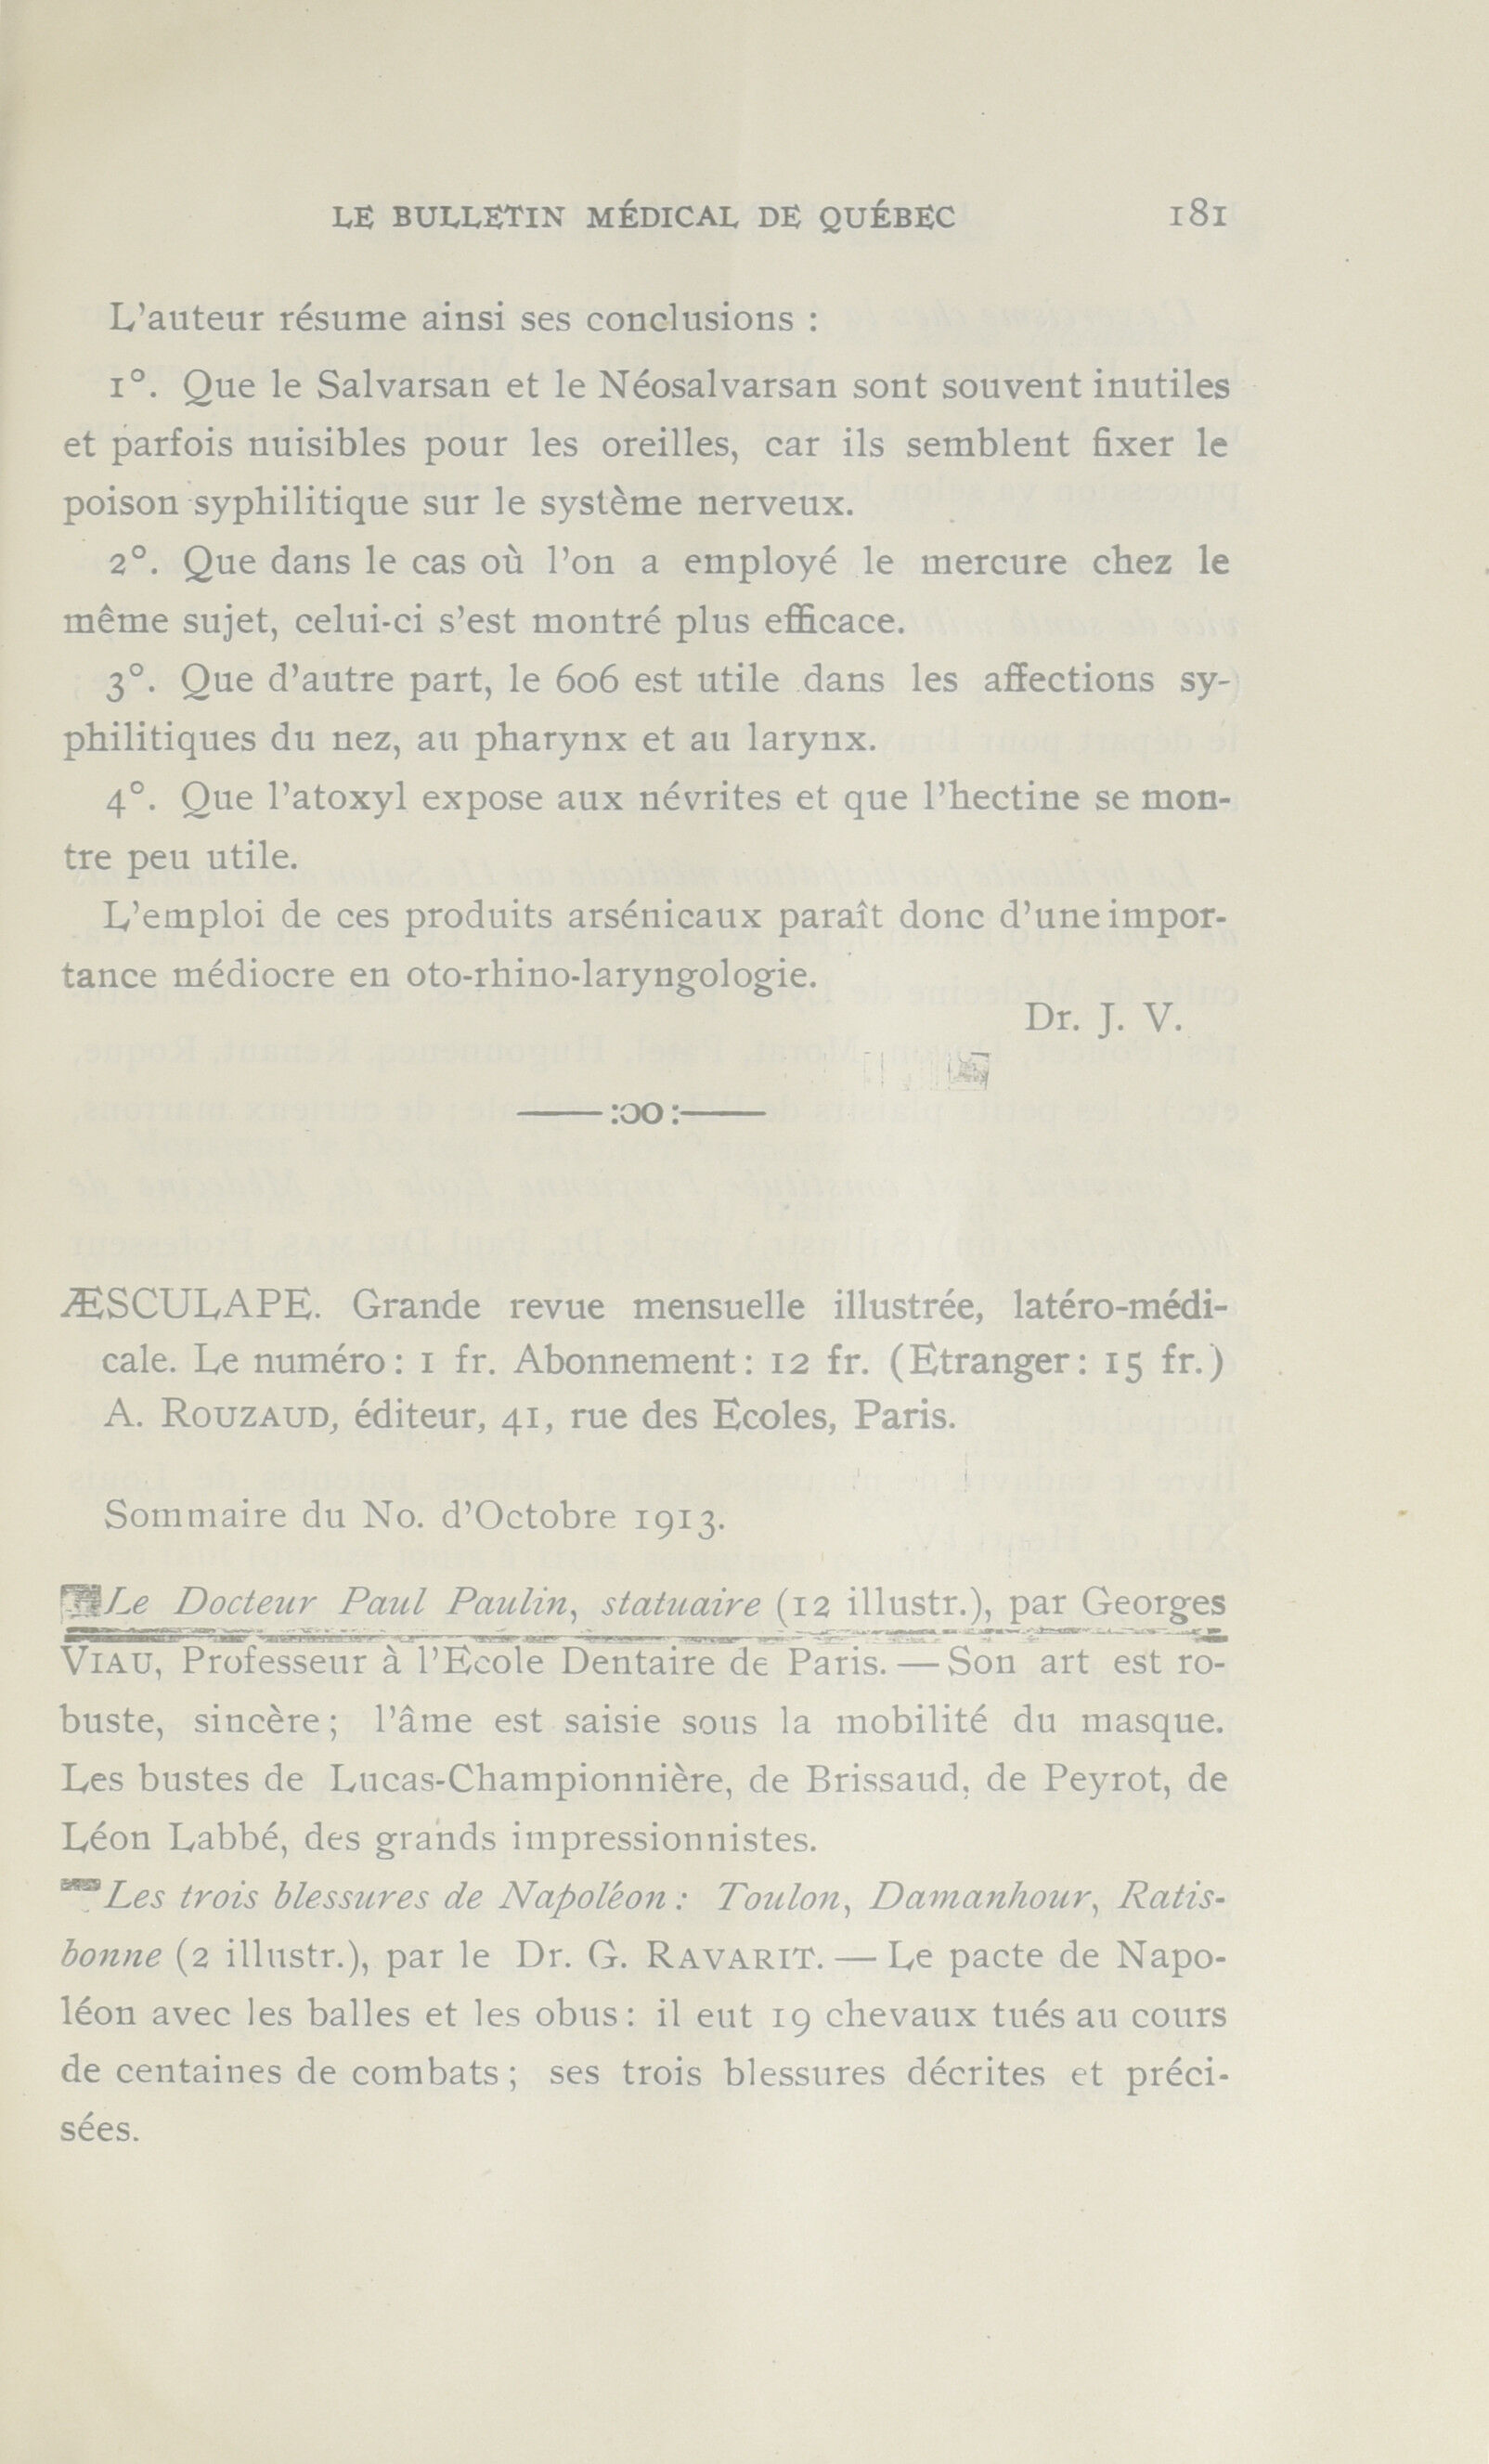 LE BULLETIN MÉDICAL DE QUÉBEC 181
L'auteur résume ainsi ses conclusions :
1°. Que le Salvarsan et le Néosalvarsan sont souvent inutiles
et parfois nuisibles pour les oreilles, car ils semblent fixer le
poison syphilitique sur le système nerveux.
2°. Que dans le cas où l'on a employé le mercure chez le
même sujet, celui-ci s'est montré plus efficace.
3°. Que d'autre part, le 606 est utile dans les affections sy-
philitiques du nez, au pharynx et au larynx.
4°. Que l'atoxyl expose aux névrites et que l'hectine se mon-
tre peu utile.
L'emploi de ces produits arsénicaux paraît donc d'une impor-
tance médiocre en oto-rhino-laryngologie.
Dr. J. V.
——:oo:——
ÆSCULAPE. Grande revue mensuelle illustrée, latéro-médi-
cale. Le numéro : 1 fr. Abonnement : 12 fr. (Etranger : 15 fr.)
A. ROUZAUD, éditeur, 41, rue des Ecoles, Paris.
Sommaire du No. d'Octobre 1913.
Le Docteur Paul Paulin, statuaire (12 illustr.), par Georges
VIAU, Professeur à l'Ecole Dentaire de Paris. — Son art est ro-
buste, sincère ; l'âme est saisie sous la mobilité du masque.
Les bustes de Lucas-Championnière, de Brissaud, de Peyrot, de
Léon Labbé, des grands impressionnistes.
Les trois blessures de Napoléon : Toulon, Damanhour, Ratis-
bonne (2 illustr.), par le Dr. G. RAVARIT. — Le pacte de Napo-
léon avec les balles et les obus : il eut 19 chevaux tués au cours
de centaines de combats ; ses trois blessures décrites et préci-
sées.